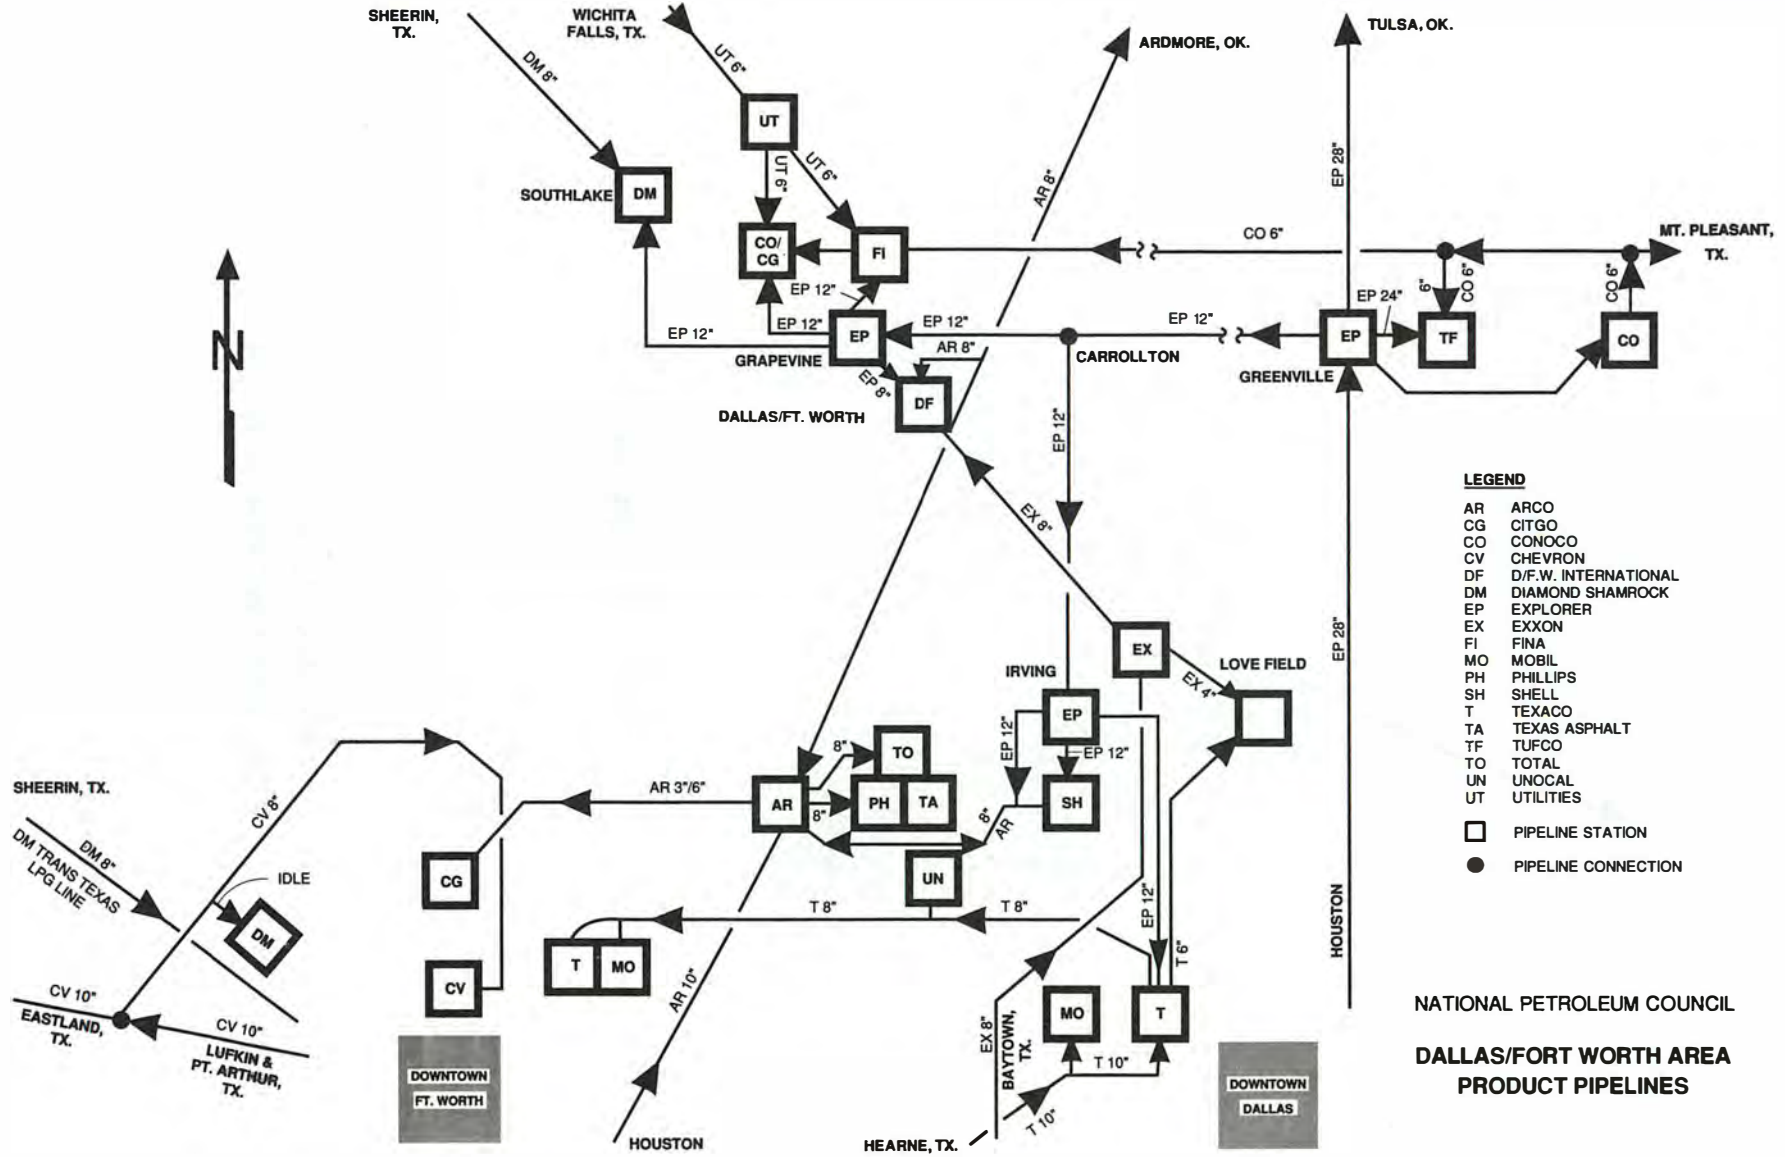 SHEERIN,
TX.
WICHITA
FALLS, TX.
ARDMORE, OK.
TULSA, OK.
DM 8"
UT 6"
UT
UT 6"
UT 6"
AR 8"
EP 28"
SOUTHLAKE
DM
CO/
CG
FI
CO 6"
MT. PLEASANT,
TX.
N
EP 12"
6"
CO 6"
CO 6"
EP 24"
EP 12"
EP 12"
EP
EP 12"
EP 12"
EP
TF
CO
GRAPEVINE
AR 8"
CARROLLTON
GREENVILLE
EP 8"
DF
DALLAS/FT. WORTH
EP 12"
EX 8"
LEGEND
AR ARCO
CG CITGO
CO CONOCO
CV CHEVRON
DF D/F.W. INTERNATIONAL
DM DIAMOND SHAMROCK
EP EXPLORER
EX EXXON
FI FINA
MO MOBIL
PH PHILLIPS
SH SHELL
T TEXACO
TA TEXAS ASPHALT
TF TUFCO
TO TOTAL
UN UNOCAL
UT UTILITIES
PIPELINE STATION
PIPELINE CONNECTION
EP 28"
EX
IRVING
LOVE FIELD
EX 4"
EP
EP 12"
EP 12"
8"
TO
SHEERIN, TX.
CV 8"
AR 3"/6"
AR
8"
PH
TA
8"
AR
SH
DM 8"
DM TRANS TEXAS
LPG LINE
IDLE
CG
UN
DM
T 8"
T 8"
EP 12"
T 6"
HOUSTON
T
MO
CV
AR 10"
CV 10"
EASTLAND,
TX.
CV 10"
LUFKIN &
PT. ARTHUR,
TX.
MO
T
EX 8"
BAYTOWN,
TX.
T 10"
T 10"
DOWNTOWN
FT. WORTH
DOWNTOWN
DALLAS
HOUSTON
HEARNE, TX.
NATIONAL PETROLEUM COUNCIL
DALLAS/FORT WORTH AREA
PRODUCT PIPELINES